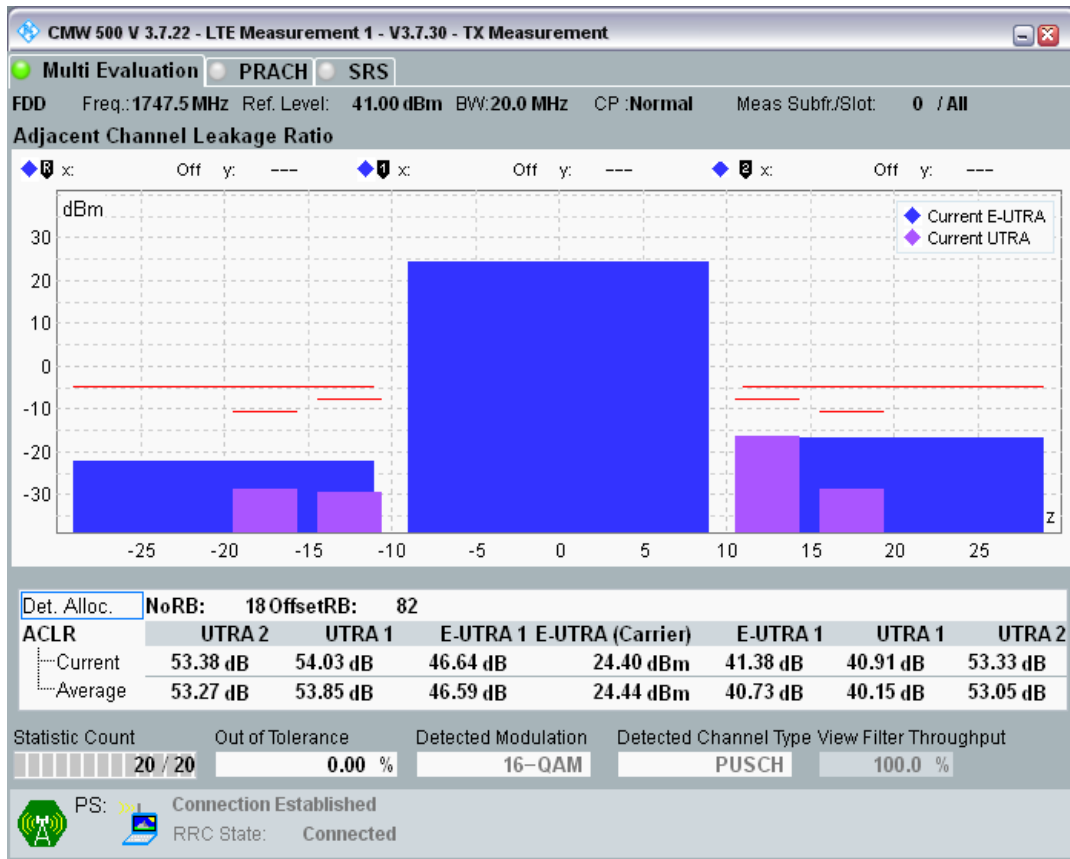 CMW 500 V 3.7.22 - LTE Measurement 1 - V3.7.30 - TX Measurement
Multi Evaluation PRACH SRS
FDD Freq.: 1747.5 MHz Ref. Level: 41.00 dBm BW: 20.0 MHz CP : Normal Meas Subfr./Slot: 0 / All
Adjacent Channel Leakage Ratio
R x: Off y: --- 1 x: Off y: --- 2 x: Off y: ---
dBm
Current E-UTRA
Current UTRA
30
20
10
0
-10
-20
-30
z
-25 -20 -15 -10 -5 0 5 10 15 20 25
Det. Alloc. NoRB: 18 OffsetRB: 82
ACLR UTRA 2 UTRA 1 E-UTRA 1 E-UTRA (Carrier) E-UTRA 1 UTRA 1 UTRA 2
Current 53.38 dB 54.03 dB 46.64 dB 24.40 dBm 41.38 dB 40.91 dB 53.33 dB
Average 53.27 dB 53.85 dB 46.59 dB 24.44 dBm 40.73 dB 40.15 dB 53.05 dB
Statistic Count Out of Tolerance Detected Modulation Detected Channel Type View Filter Throughput
20 / 20 0.00 % 16-QAM PUSCH 100.0 %
PS: Connection Established
RRC State: Connected